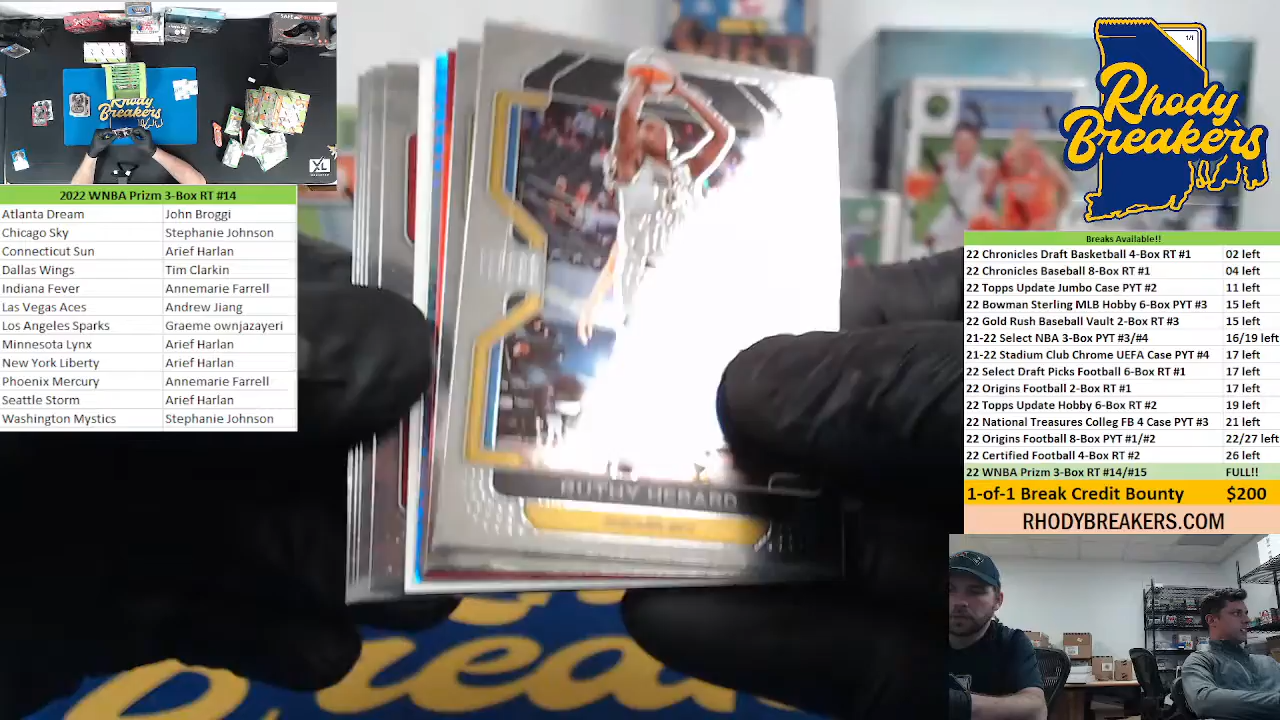 2022 WNBA Prizm 3-Box RT #14
Atlanta Dream John Broggi
Chicago Sky Stephanie Johnson
Connecticut Sun Arief Harlan
Dallas Wings Tim Clarkin
Indiana Fever Annemarie Farrell
Las Vegas Aces Andrew Jiang
Los Angeles Sparks Graeme ownjazayeri
Minnesota Lynx Arief Harlan
New York Liberty Arief Harlan
Phoenix Mercury Annemarie Farrell
Seattle Storm Arief Harlan
Washington Mystics Stephanie Johnson
Rhody
Breakers
XL
RUTHY HEBARD
1/1
Rhody
Breakers
Breaks Available!!
22 Chronicles Draft Basketball 4-Box RT #1 02 left
22 Chronicles Baseball 8-Box RT #1 04 left
22 Topps Update Jumbo Case PYT #2 11 left
22 Bowman Sterling MLB Hobby 6-Box PYT #3 15 left
22 Gold Rush Baseball Vault 2-Box RT #3 15 left
21-22 Select NBA 3-Box PYT #3/#4 16/19 left
21-22 Stadium Club Chrome UEFA Case PYT #4 17 left
22 Select Draft Picks Football 6-Box RT #1 17 left
22 Origins Football 2-Box RT #1 17 left
22 Topps Update Hobby 6-Box RT #2 19 left
22 National Treasures Colleg FB 4 Case PYT #3 21 left
22 Origins Football 8-Box PYT #1/#2 22/27 left
22 Certified Football 4-Box RT #2 26 left
22 WNBA Prizm 3-Box RT #14/#15 FULL!!
1-of-1 Break Credit Bounty $200
RHODYBREAKERS.COM